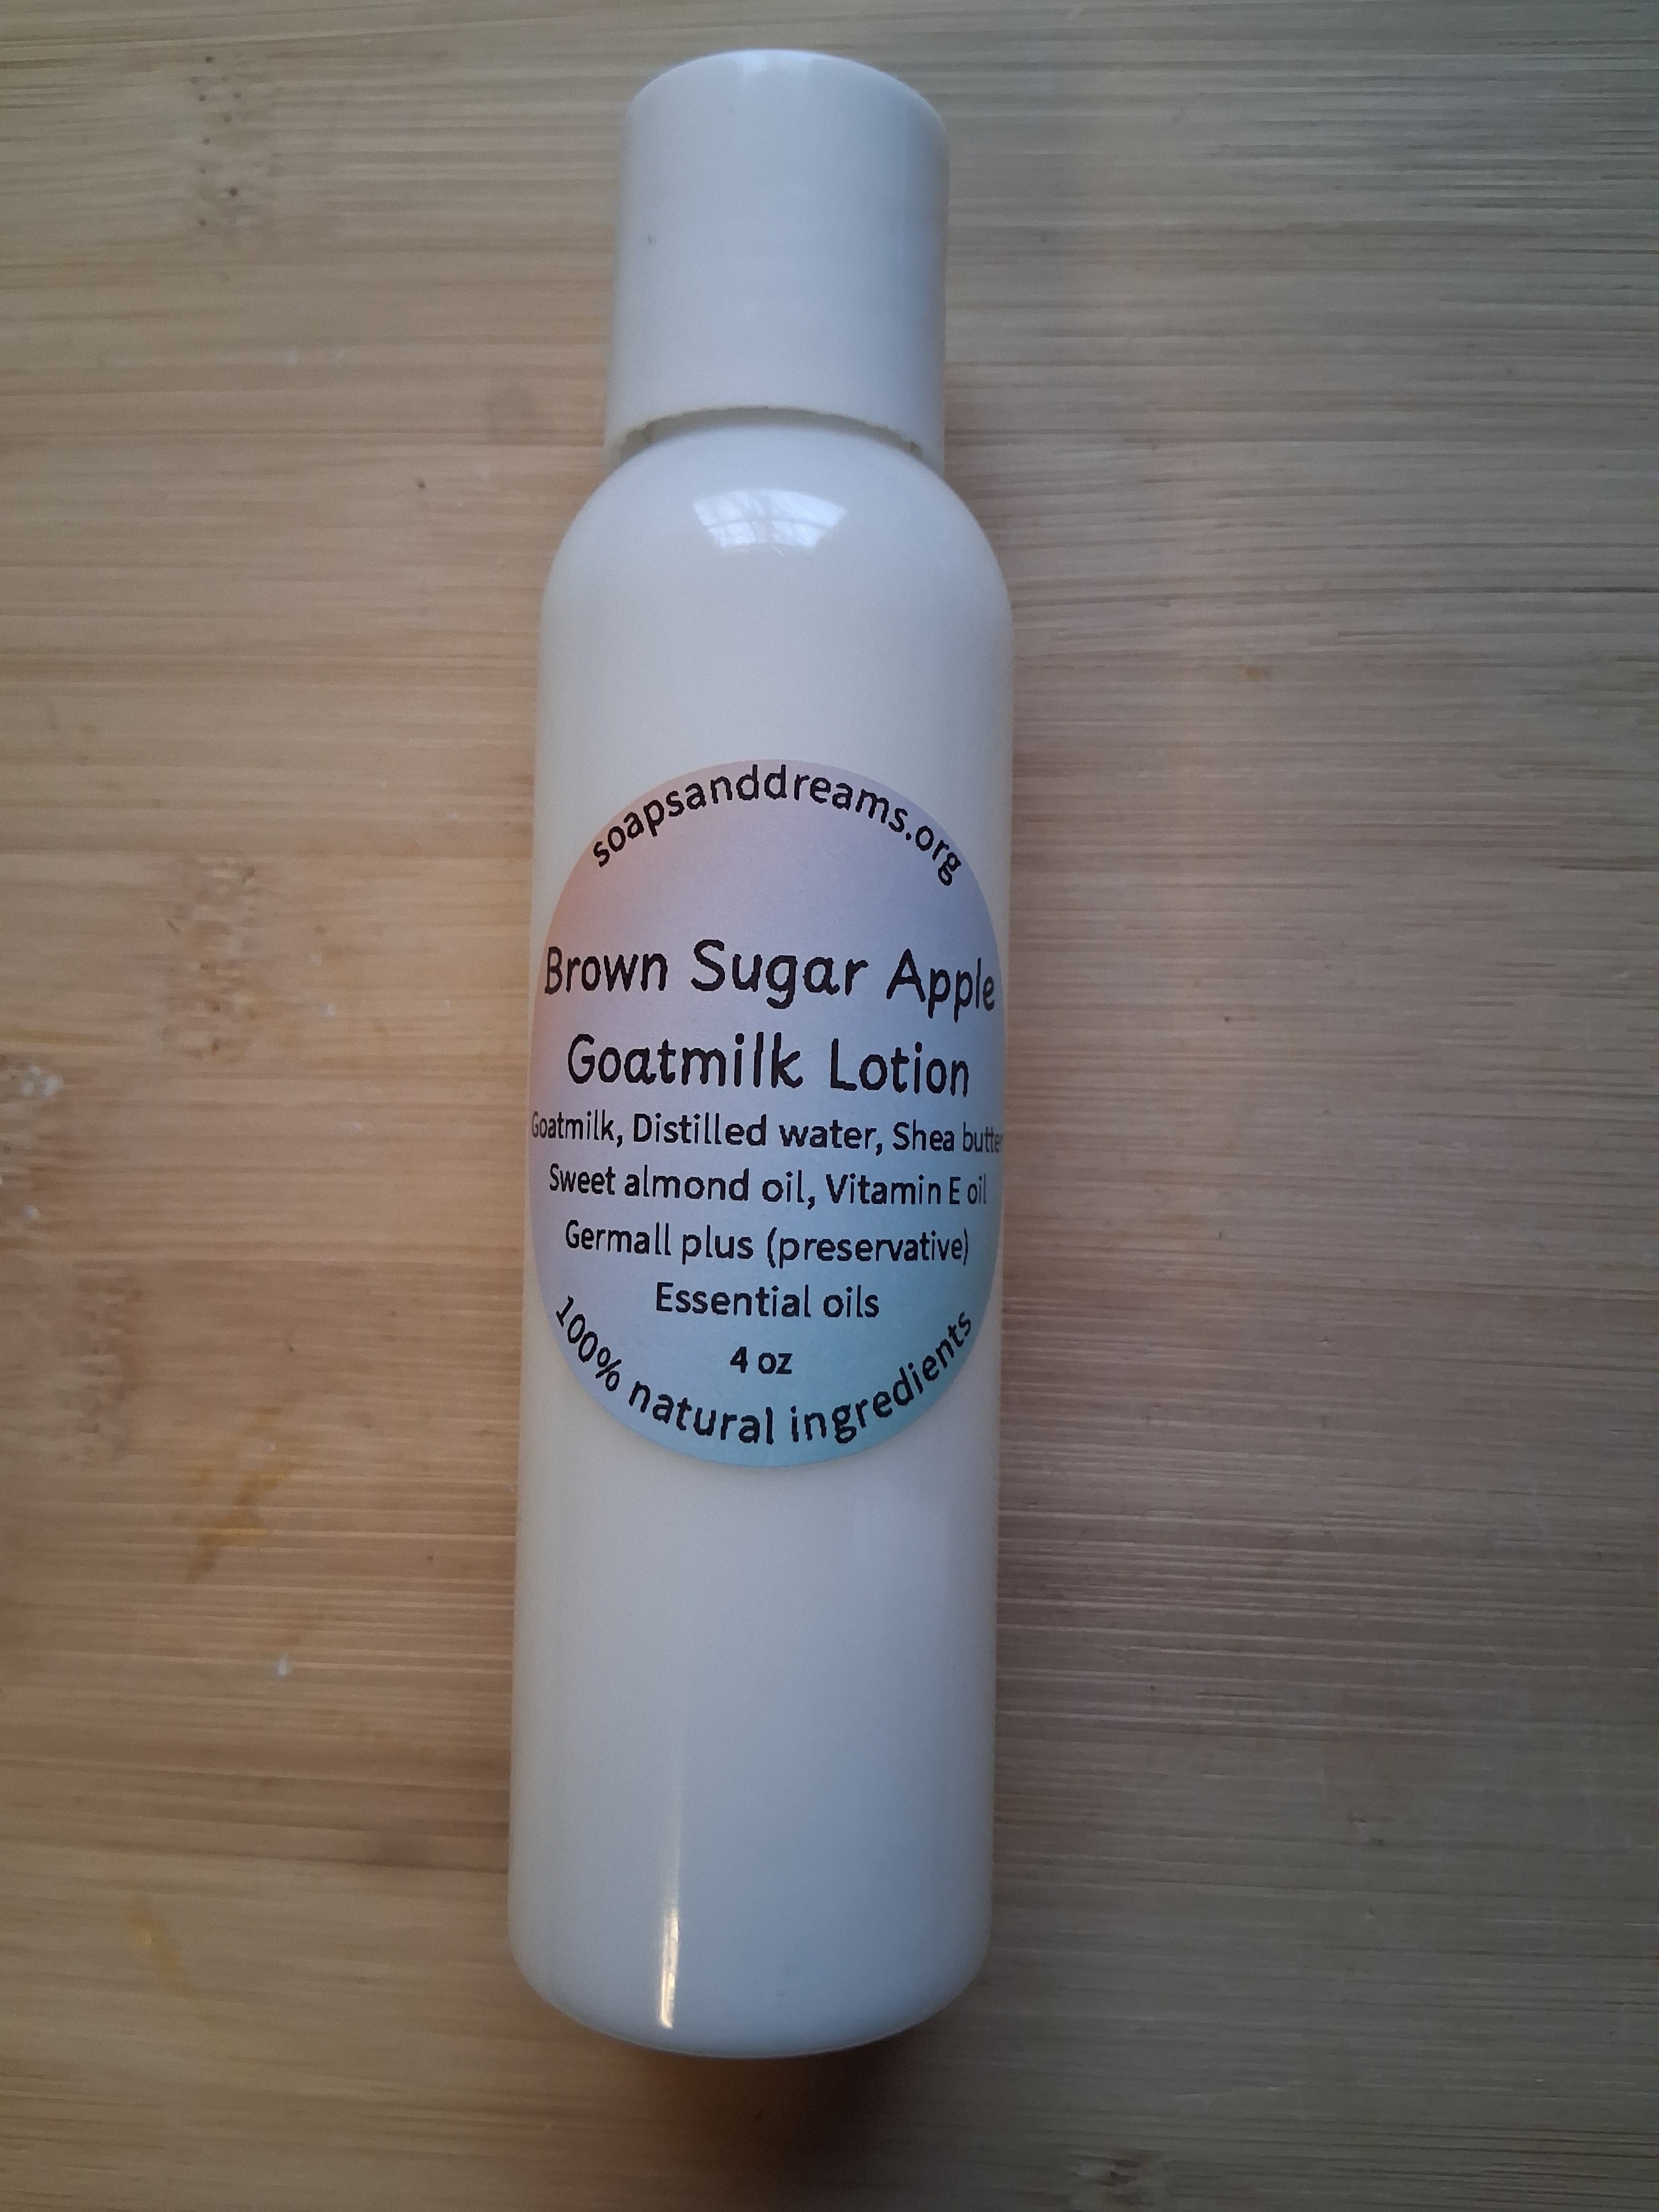 soapsanddreams.org
Brown Sugar Apple
Goatmilk Lotion
Goatmilk, Distilled water, Shea butter
Sweet almond oil, Vitamin E oil
Germall plus (preservative)
Essential oils
4 oz
100% natural ingredients